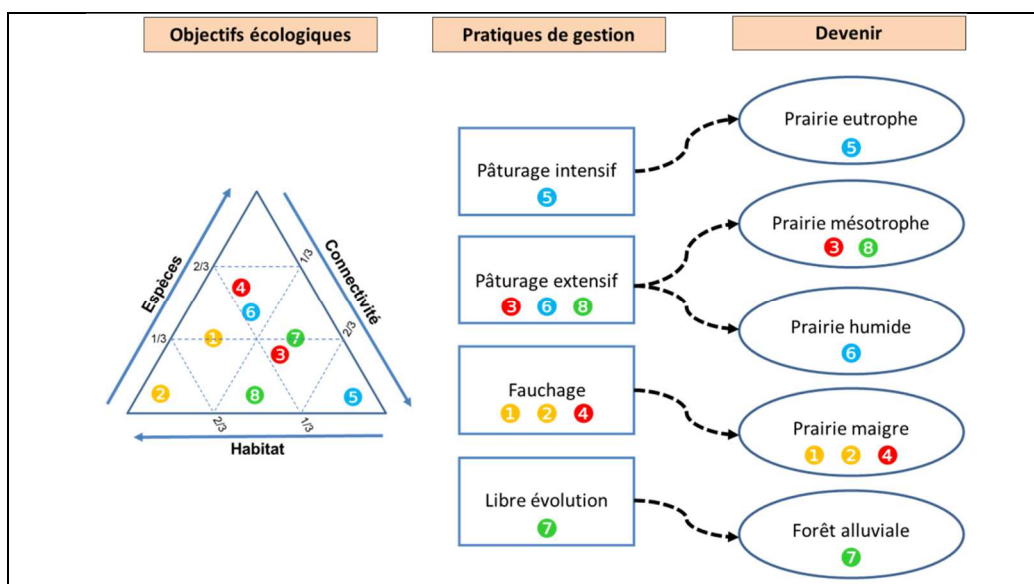 Objectifs écologiques
Pratiques de gestion
Devenir
Espèces
Connectivité
Habitat
1/3
2/3
1/3
2/3
2/3
1/3
4
6
1
7
3
2
8
5
Pâturage intensif
5
Pâturage extensif
3 6 8
Fauchage
1 2 4
Libre évolution
7
Prairie eutrophe
5
Prairie mésotrophe
3 8
Prairie humide
6
Prairie maigre
1 2 4
Forêt alluviale
7